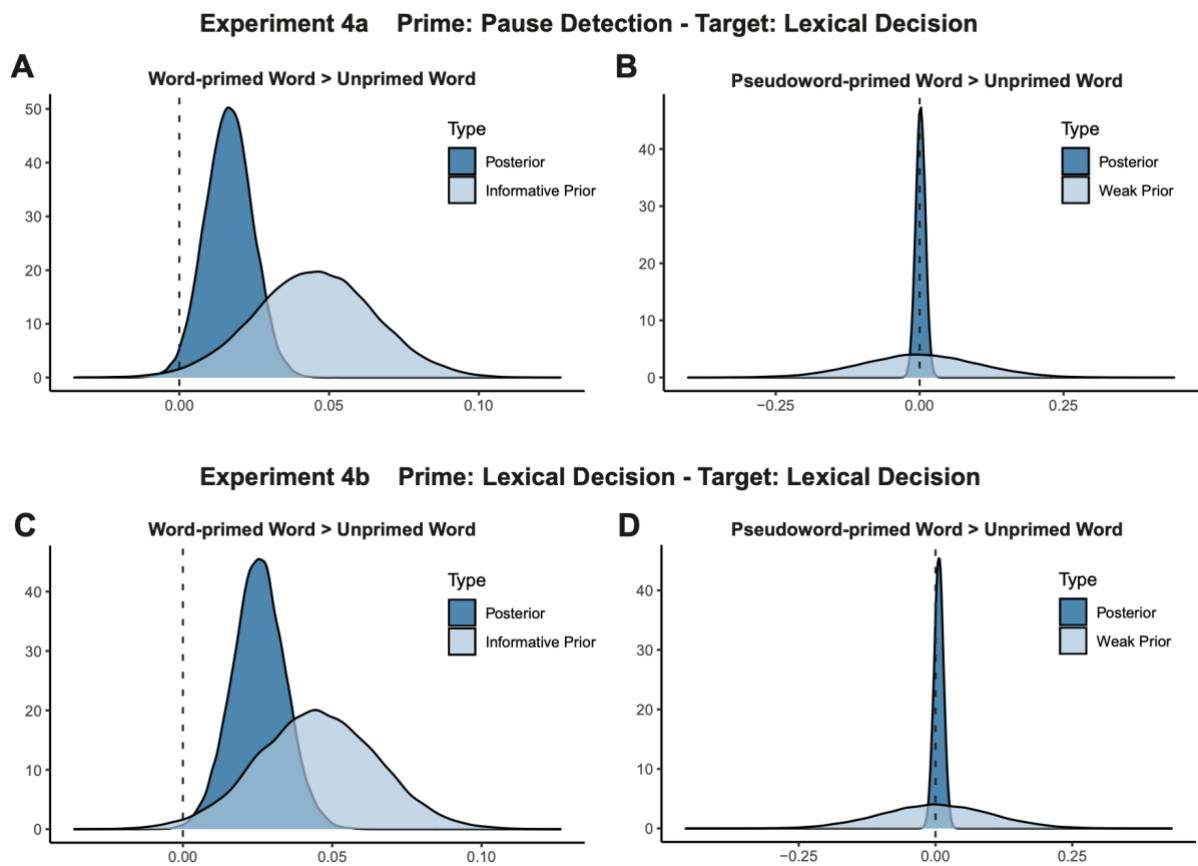 Experiment 4a Prime: Pause Detection - Target: Lexical Decision
A
Word-primed Word > Unprimed Word
50
40
30
20
10
0
0.00 0.05 0.10
Type
Posterior
Informative Prior
B
Pseudoword-primed Word > Unprimed Word
40
30
20
10
0
−0.25 0.00 0.25
Type
Posterior
Weak Prior
Experiment 4b Prime: Lexical Decision - Target: Lexical Decision
C
Word-primed Word > Unprimed Word
40
30
20
10
0
0.00 0.05 0.10
Type
Posterior
Informative Prior
D
Pseudoword-primed Word > Unprimed Word
40
30
20
10
0
−0.25 0.00 0.25
Type
Posterior
Weak Prior